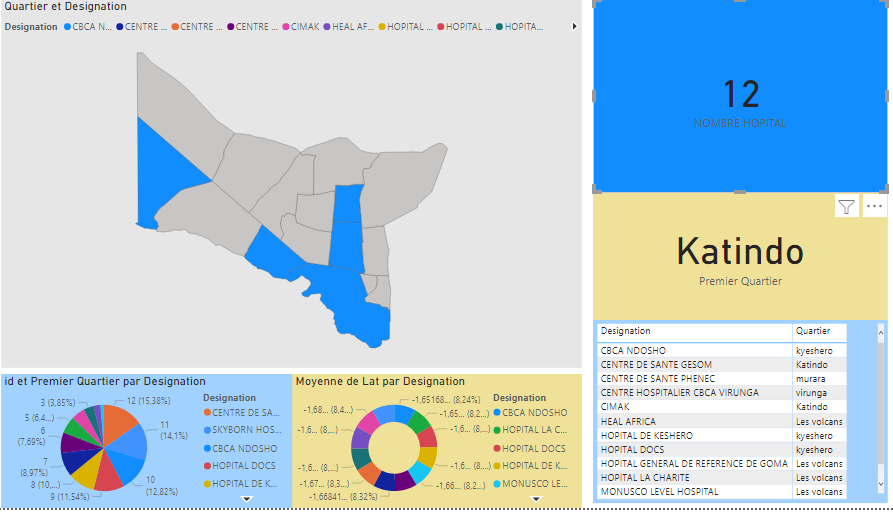 Quartier et Designation
Designation CBCA N... CENTRE ... CENTRE ... CENTRE ... CIMAK HEAL AF... HOPITAL ... HOPITAL ... HOPITA...
12
NOMBRE HOPITAL
Katindo
Premier Quartier
Designation Quartier
CBCA NDOSHO kyeshero
CENTRE DE SANTE GESOM Katindo
CENTRE DE SANTE PHENEC murara
CENTRE HOSPITALIER CBCA VIRUNGA virunga
CIMAK Katindo
HEAL AFRICA Les volcans
HOPITAL DE KESHERO kyeshero
HOPITAL DOCS kyeshero
HOPITAL GENERAL DE REFERENCE DE GOMA Les volcans
HOPITAL LA CHARITE Les volcans
MONUSCO LEVEL HOSPITAL Les volcans
id et Premier Quartier par Designation
12 (15,38%)
11
(14,1%)
10
(12,82%)
9 (11,54%)
8 (10,...)
7
(8,97%)
6
(7,69%)
5 (6,4...)
3 (3,85%)
Designation
CENTRE DE SA...
SKYBORN HOS...
CBCA NDOSHO
HOPITAL DOCS
HOPITAL DE K...
Moyenne de Lat par Designation
-1,65168... (8,24%)
-1,65... (8,2...)
-1,6... (8,...)
-1,6... (8,...)
-1,66... (8,2...)
-1,66841... (8,32%)
-1,67... (8,3...)
-1,6... (8,...)
-1,6... (8,...)
-1,68... (8,4...)
Designation
CBCA NDOSHO
HOPITAL LA C...
HOPITAL DOCS
HOPITAL DE K...
MONUSCO LE...